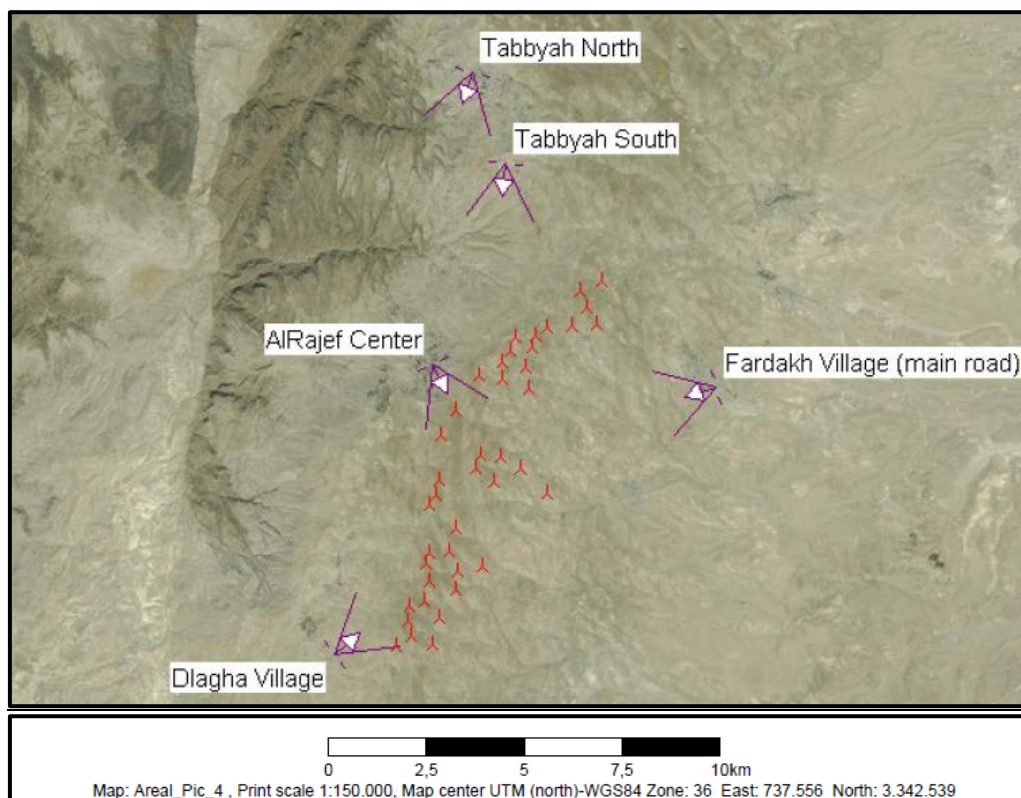 Tabbyah North
Tabbyah South
AlRajef Center
Fardakh Village (main road)
Dlagha Village
0 2,5 5 7,5 10km
Map: Areal_Pic_4 , Print scale 1:150.000, Map center UTM (north)-WGS84 Zone: 36 East: 737.556 North: 3.342.539